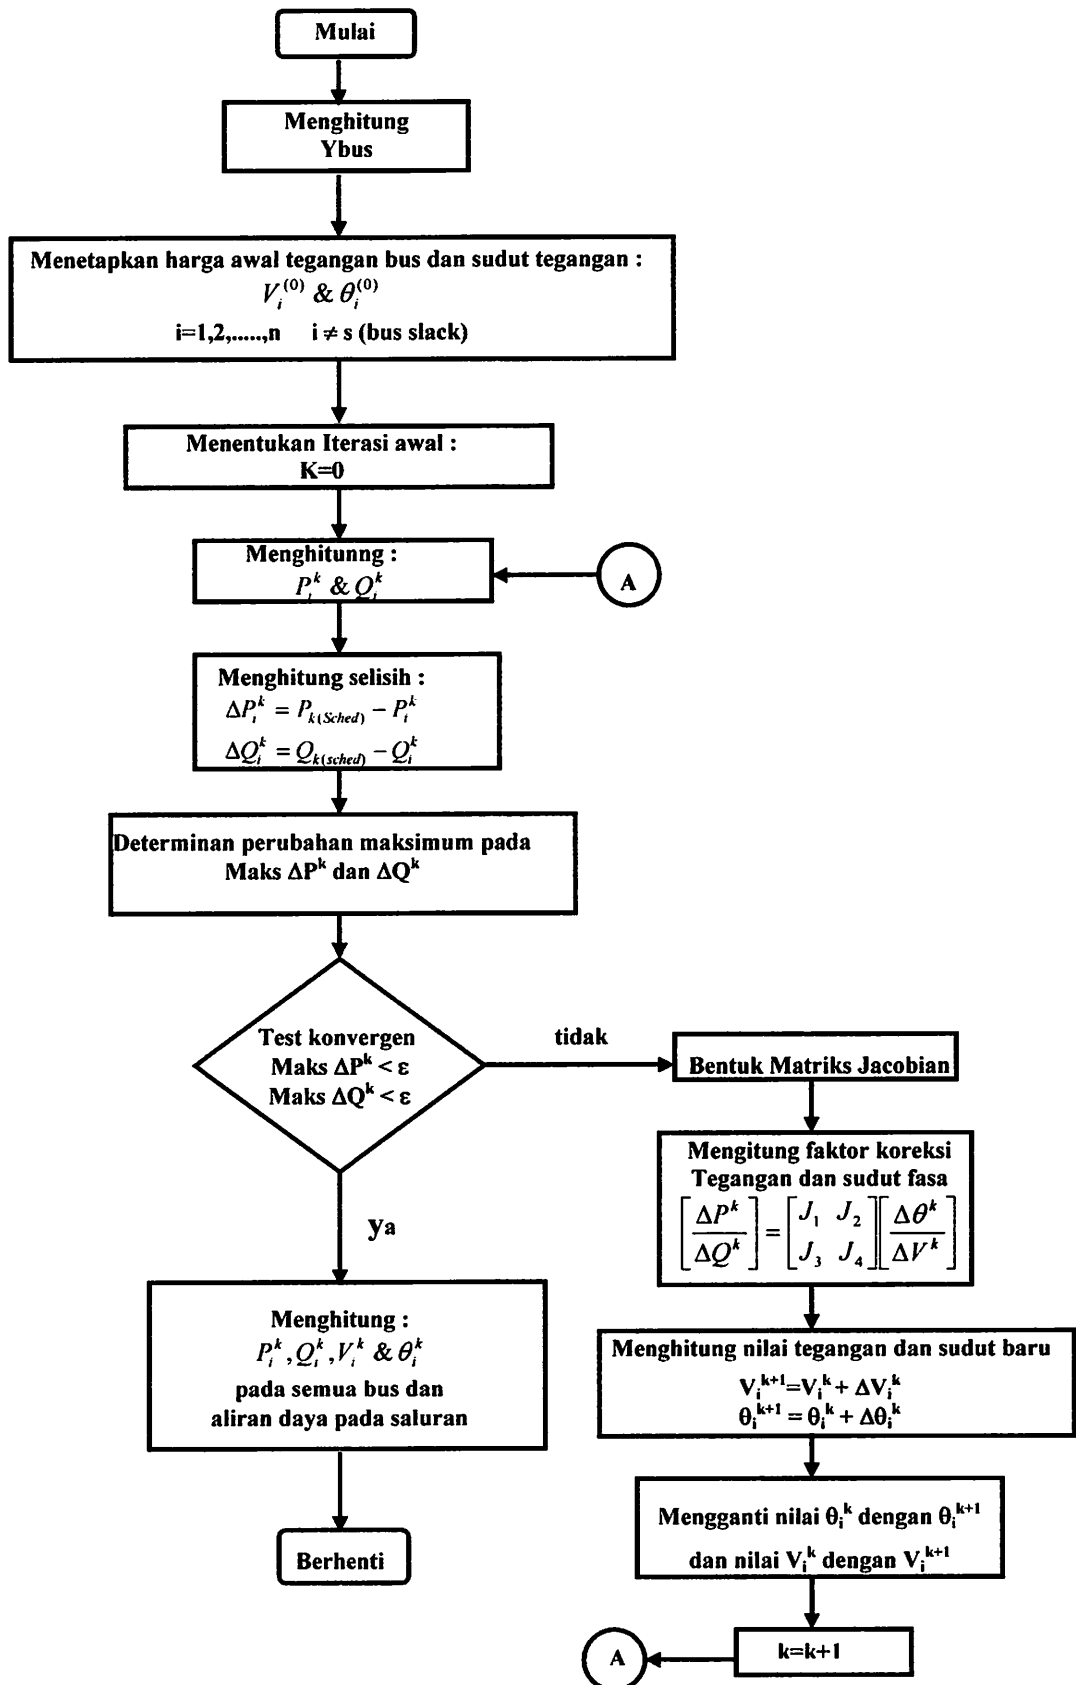 Mulai
Menghitung
Ybus
Menetapkan harga awal tegangan bus dan sudut tegangan :
V_i^(0) & θ_i^(0)
i=1,2,.....,n i ≠ s (bus slack)
Menentukan Iterasi awal :
K=0
Menghitunng :
P_i^k & Q_i^k
A
Menghitung selisih :
ΔP_i^k = P_k(Sched) − P_i^k
ΔQ_i^k = Q_k(sched) − Q_i^k
Determinan perubahan maksimum pada
Maks ΔP^k dan ΔQ^k
Test konvergen
Maks ΔP^k < ε
Maks ΔQ^k < ε
tidak
ya
Bentuk Matriks Jacobian
Mengitung faktor koreksi
Tegangan dan sudut fasa
[ΔP^k / ΔQ^k] = [J_1 J_2 / J_3 J_4] [Δθ^k / ΔV^k]
Menghitung nilai tegangan dan sudut baru
V_i^k+1=V_i^k + ΔV_i^k
θ_i^k+1 = θ_i^k + Δθ_i^k
Mengganti nilai θ_i^k dengan θ_i^k+1
dan nilai V_i^k dengan V_i^k+1
k=k+1
A
Menghitung :
P_i^k, Q_i^k, V_i^k & θ_i^k
pada semua bus dan
aliran daya pada saluran
Berhenti